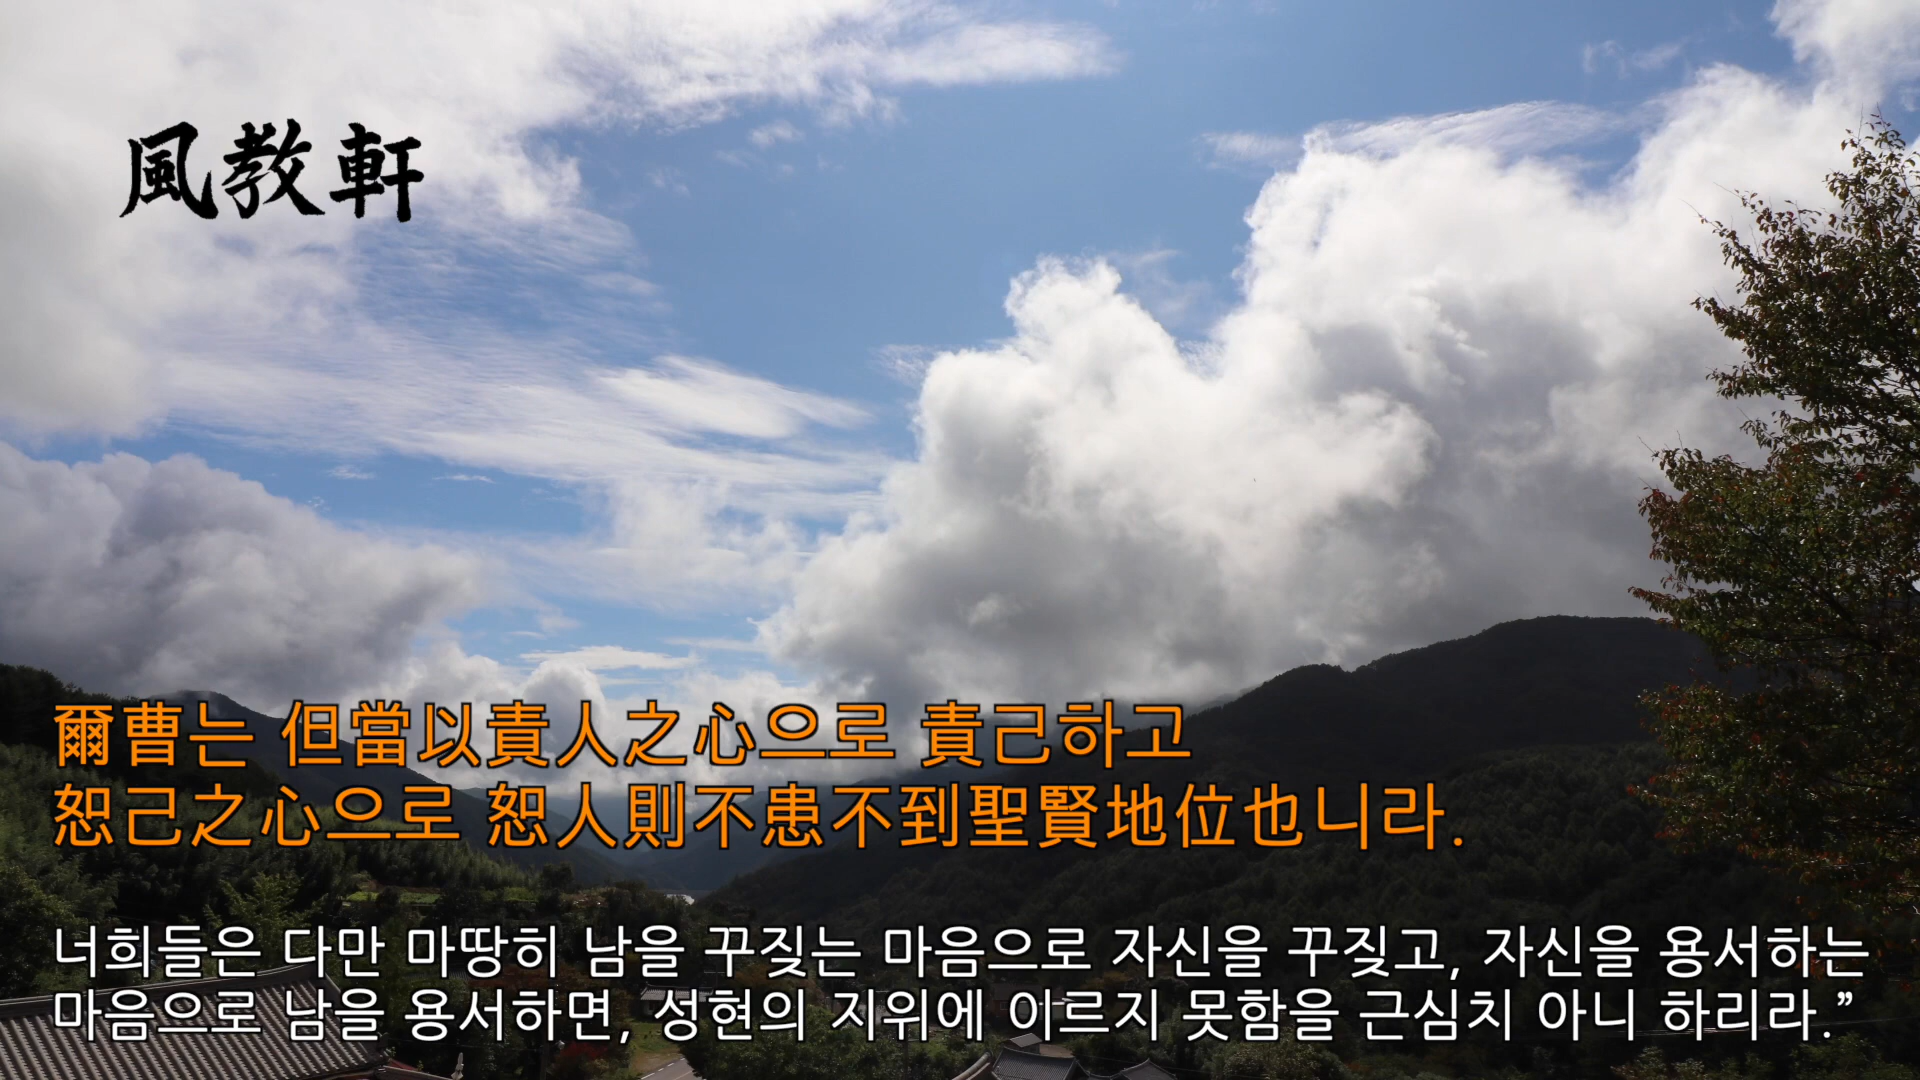 風教軒
爾曹는 但當以責人之心으로 責己하고
恕己之心으로 恕人則不患不到聖賢地位也니라.
너희들은 다만 마땅히 남을 꾸짖는 마음으로 자신을 꾸짖고, 자신을 용서하는
마음으로 남을 용서하면, 성현의 지위에 이르지 못함을 근심치 아니 하리라.”